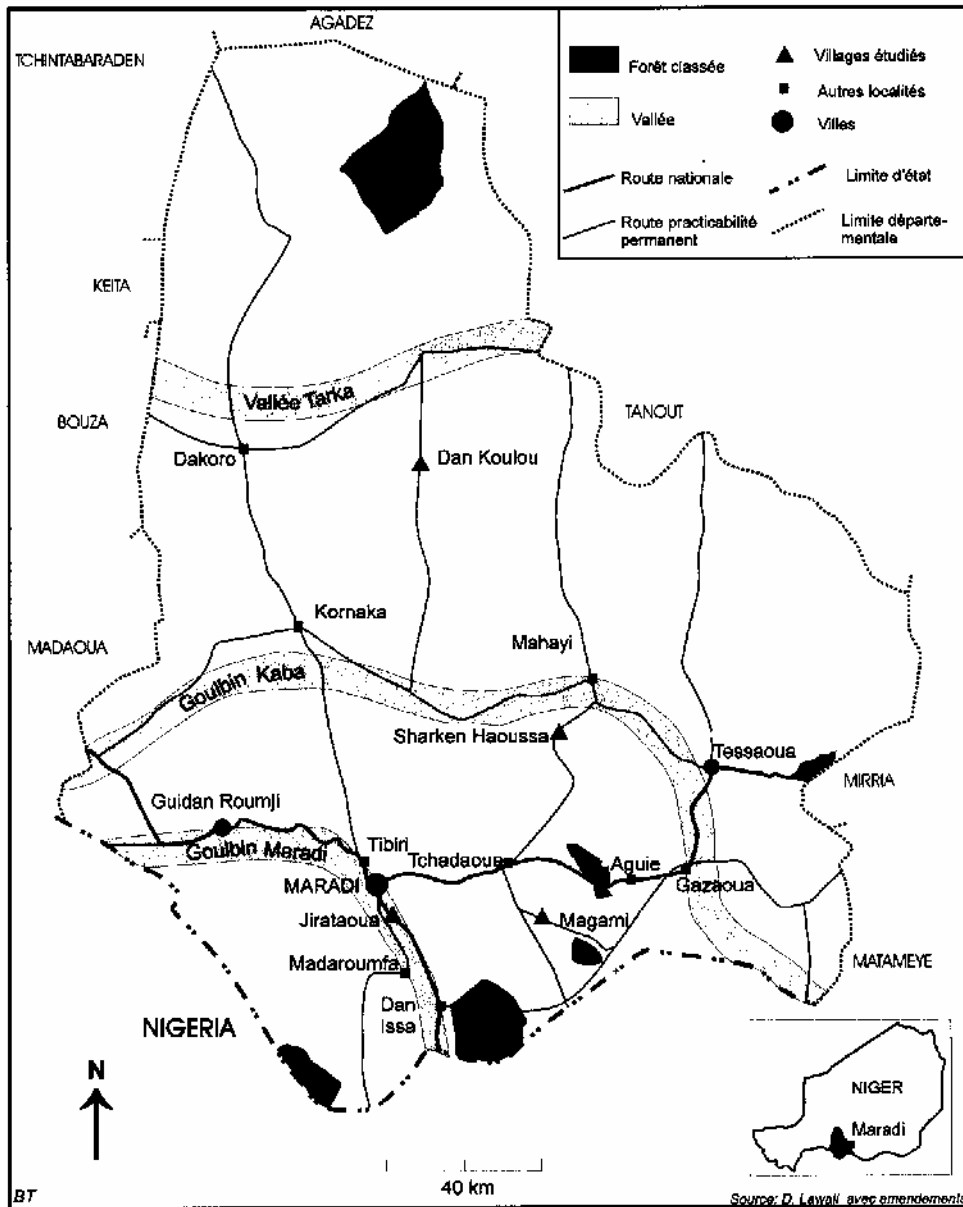 AGADEZ
TCHINTABARADEN
Forêt classée
Villages étudiés
Autres localités
Vallée
Villes
Route nationale
Limite d'état
Route practicabilité
permanent
Limite départe-
mentale
KEITA
Vallée Tarka
BOUZA
TANOUT
Dakoro
Dan Koulou
Kornaka
Mahayi
MADAOUA
Goulbin Kaba
Sharken Haoussa
Tessaoua
MIRRIA
Guidan Roumji
Goulbin Maradi
Tibiri
Tchadaoua
Aguie
MARADI
Gazaoua
Jirataoua
Magami
Madaroumfa
MATAMEYE
Dan
Issa
NIGERIA
N
NIGER
Maradi
40 km
BT
Source: D. Lawali avec amendements